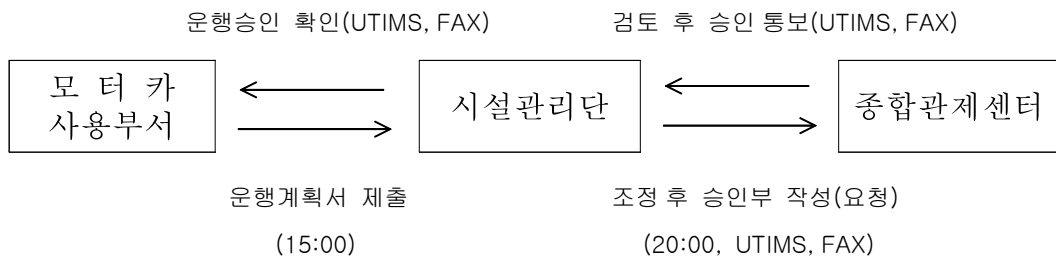 운행승인 확인(UTIMS, FAX)
검토 후 승인 통보(UTIMS, FAX)
모 터 카
사용부서
시설관리단
종합관제센터
운행계획서 제출
(15:00)
조정 후 승인부 작성(요청)
(20:00, UTIMS, FAX)